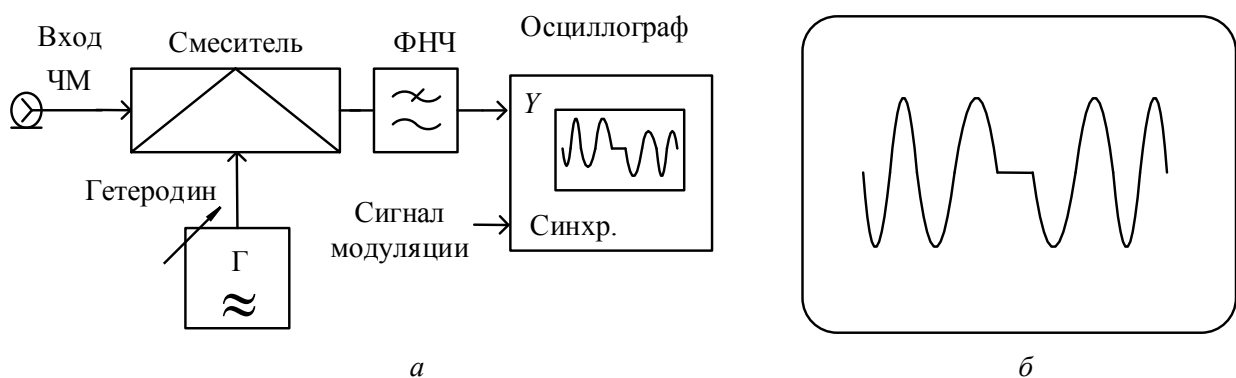 Вход
ЧМ
Смеситель
ФНЧ
Осциллограф
Y
Гетеродин
Г
≈
Сигнал
модуляции
Синхр.
а
б